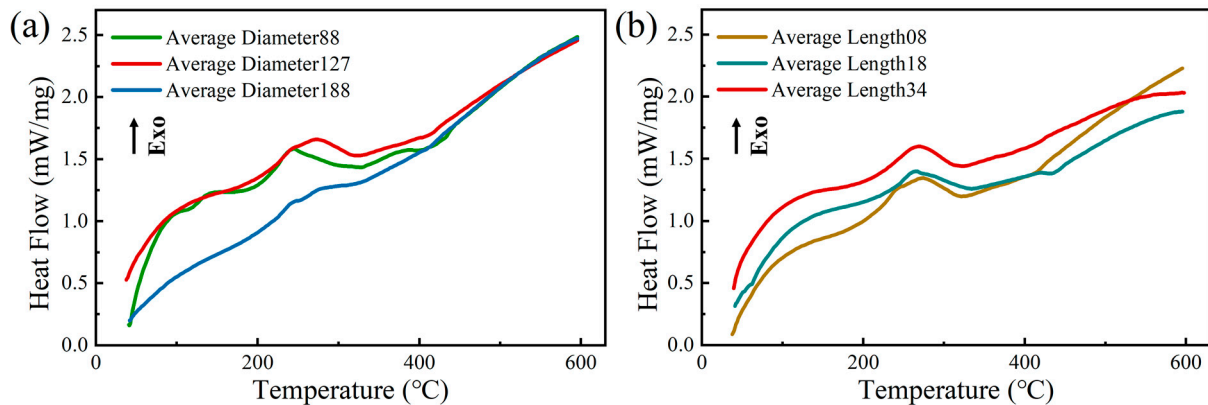 (a)
Average Diameter88
Average Diameter127
Average Diameter188
Exo
Heat Flow (mW/mg)
2.5
2.0
1.5
1.0
0.5
0.0
0 200 400 600
Temperature (°C)
(b)
Average Length08
Average Length18
Average Length34
Exo
Heat Flow (mW/mg)
2.5
2.0
1.5
1.0
0.5
0.0
0 200 400 600
Temperature (°C)